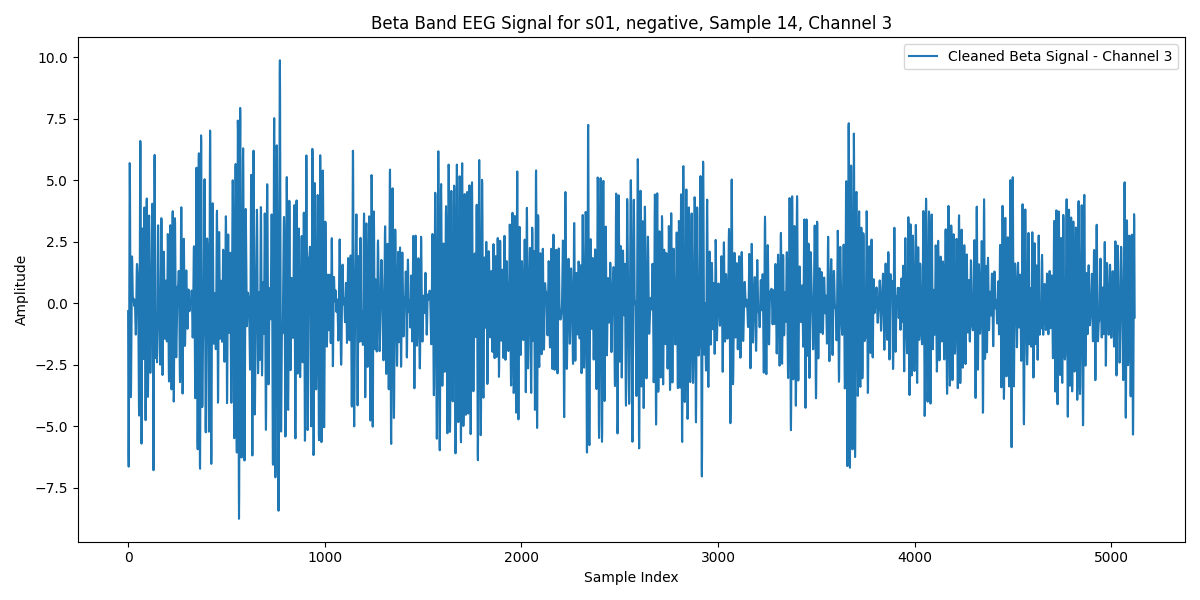 Beta Band EEG Signal for s01, negative, Sample 14, Channel 3
Cleaned Beta Signal - Channel 3
10.0
7.5
5.0
2.5
0.0
−2.5
−5.0
−7.5
Amplitude
0 1000 2000 3000 4000 5000
Sample Index